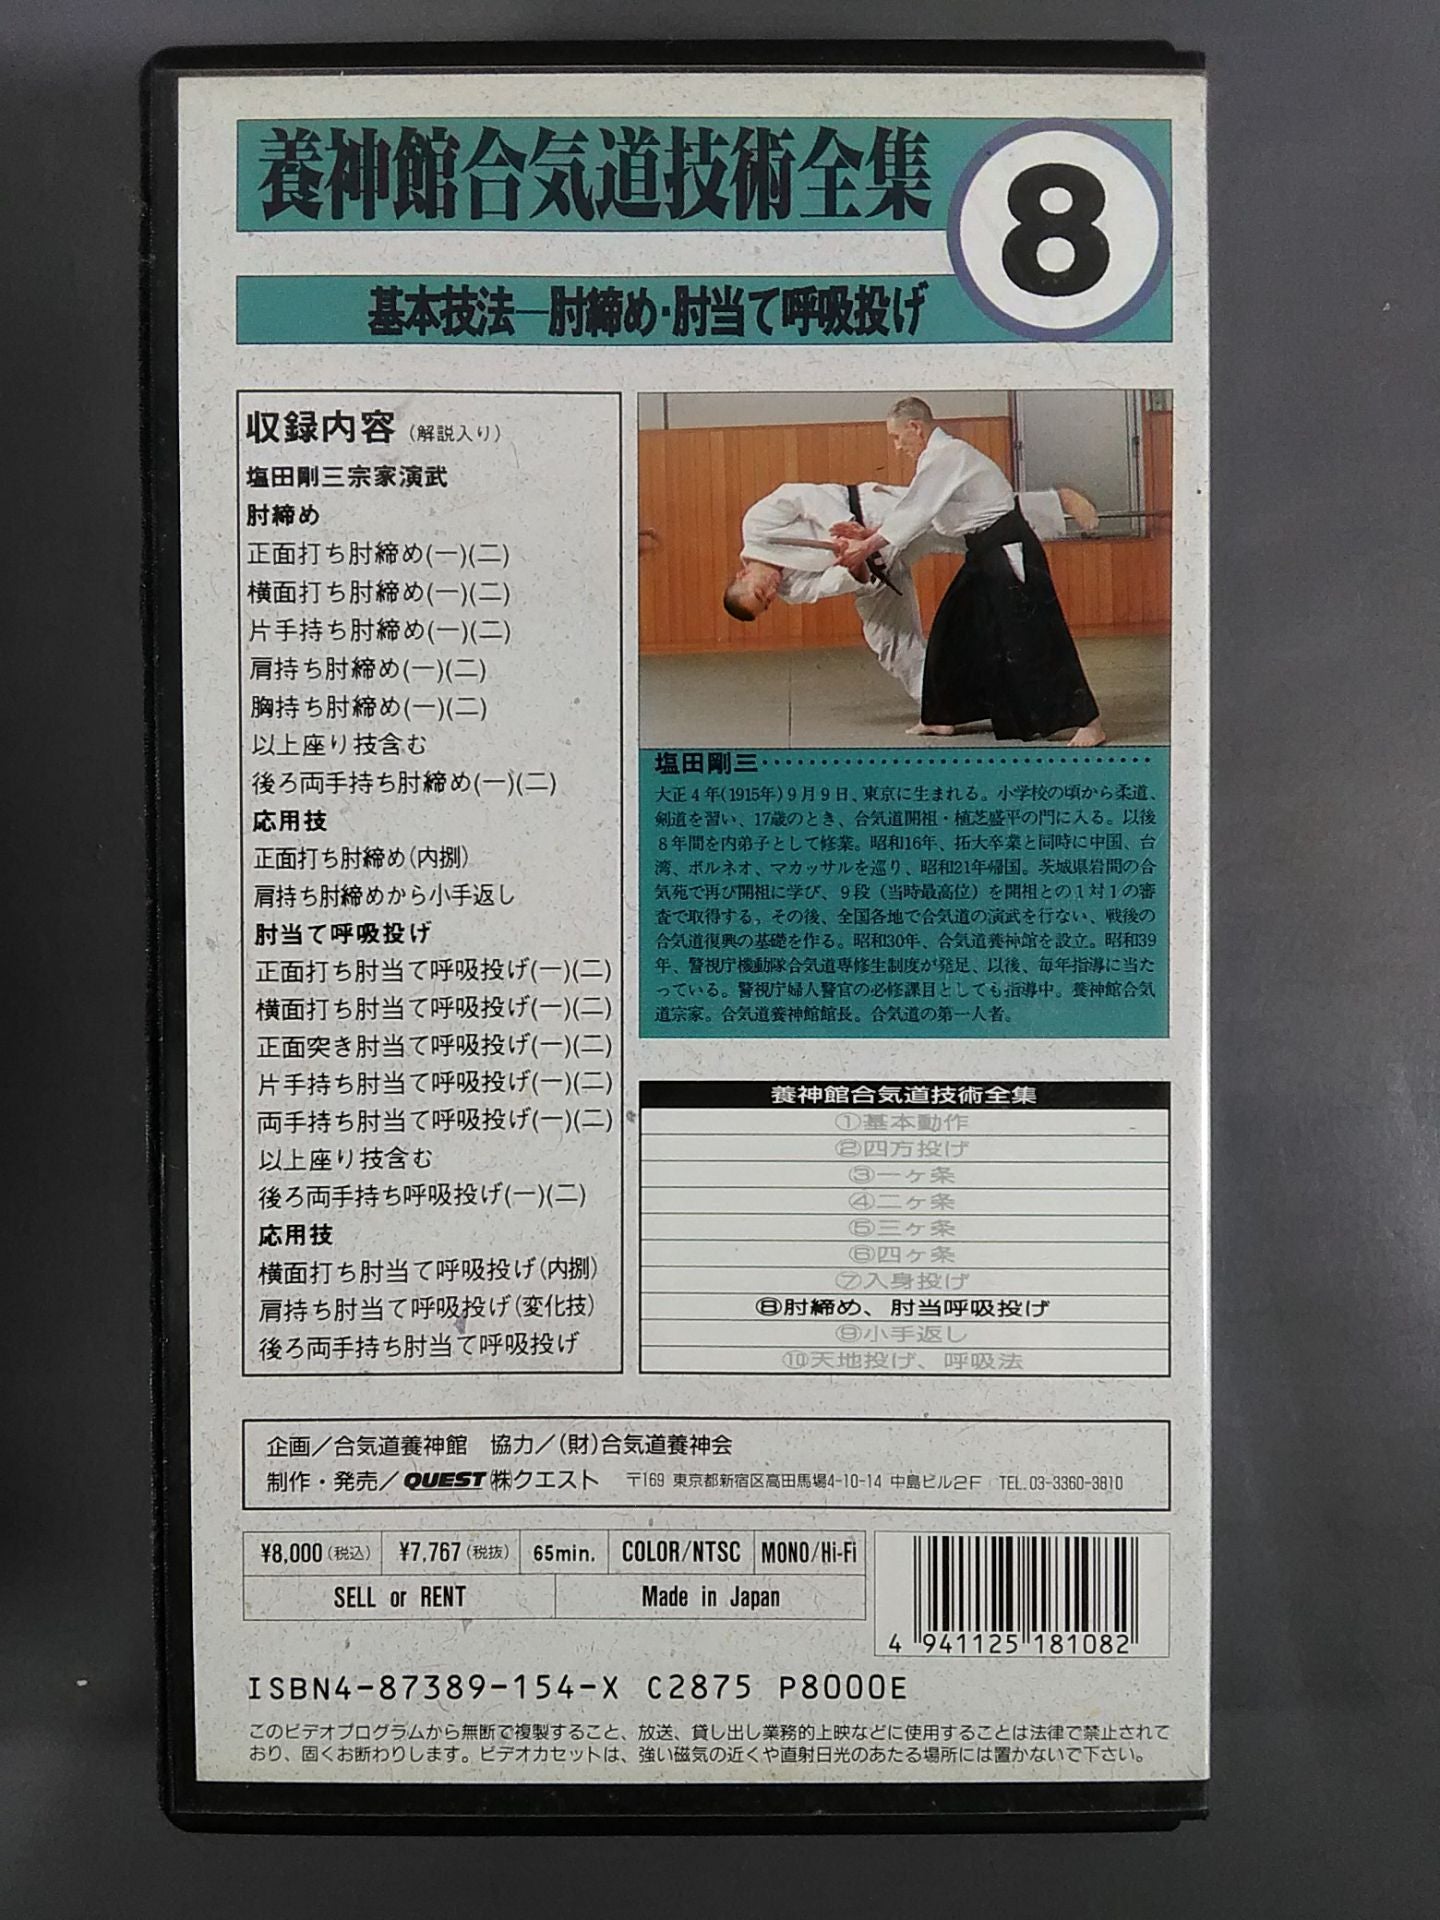 養神館合気道技術全集
8
基本技法—肘締め・肘当て呼吸投げ
収録内容(解説入り)
塩田剛三宗家演武
肘締め
正面打ち肘締め(一)(二)
横面打ち肘締め(一)(二)
片手持ち肘締め(一)(二)
肩持ち肘締め(一)(二)
胸持ち肘締め(一)(二)
以上座り技含む
後ろ両手持ち肘締め(一)(二)
応用技
正面打ち肘締め(内捌)
肩持ち肘締めから小手返し
肘当て呼吸投げ
正面打ち肘当て呼吸投げ(一)(二)
横面打ち肘当て呼吸投げ(一)(二)
正面突き肘当て呼吸投げ(一)(二)
片手持ち肘当て呼吸投げ(一)(二)
両手持ち肘当て呼吸投げ(一)(二)
以上座り技含む
後ろ両手持ち呼吸投げ(一)(二)
応用技
横面打ち肘当て呼吸投げ(内捌)
肩持ち肘当て呼吸投げ(変化技)
後ろ両手持ち肘当て呼吸投げ
塩田剛三
大正4年(1915年)9月9日、東京に生まれる。小学校の頃から柔道、
剣道を習い、17歳のとき、合気道開祖・植芝盛平の門に入る。以後
8年間を内弟子として修業。昭和16年、拓大卒業と同時に中国、台
湾、ボルネオ、マカッサルを巡り、昭和21年帰国。茨城県岩間の合
気苑で再び開祖に学び、9段（当時最高位）を開祖との1対1の審
査で取得する。その後、全国各地で合気道の演武を行ない、戦後の
合気道復興の基礎を作る。昭和30年、合気道養神館を設立。昭和39
年、警視庁機動隊合気道専修生制度が発足、以後、毎年指導に当た
っている。警視庁婦人警官の必修課目としても指導中。養神館合気
道宗家。合気道養神館館長。合気道の第一人者。
養神館合気道技術全集
①基本動作
②四方投げ
③一ヶ条
④二ヶ条
⑤三ヶ条
⑥四ヶ条
⑦入身投げ
⑧肘締め、肘当呼吸投げ
⑨小手返し
⑩天地投げ、呼吸法
企画／合気道養神館　協力／(財)合気道養神会
制作・発売／QUEST ㈱クエスト　〒169 東京都新宿区高田馬場4-10-14 中島ビル2F TEL.03-3360-3810
¥8,000(税込) ¥7,767(税抜) 65min. COLOR/NTSC MONO/Hi-Fi
SELL or RENT Made in Japan
4 941125 181082
ISBN4-87389-154-X C2875 P8000E
このビデオプログラムから無断で複製すること、放送、貸し出し業務的上映などに使用することは法律で禁止されて
おり、固くお断わりします。ビデオカセットは、強い磁気の近くや直射日光のあたる場所には置かないで下さい。